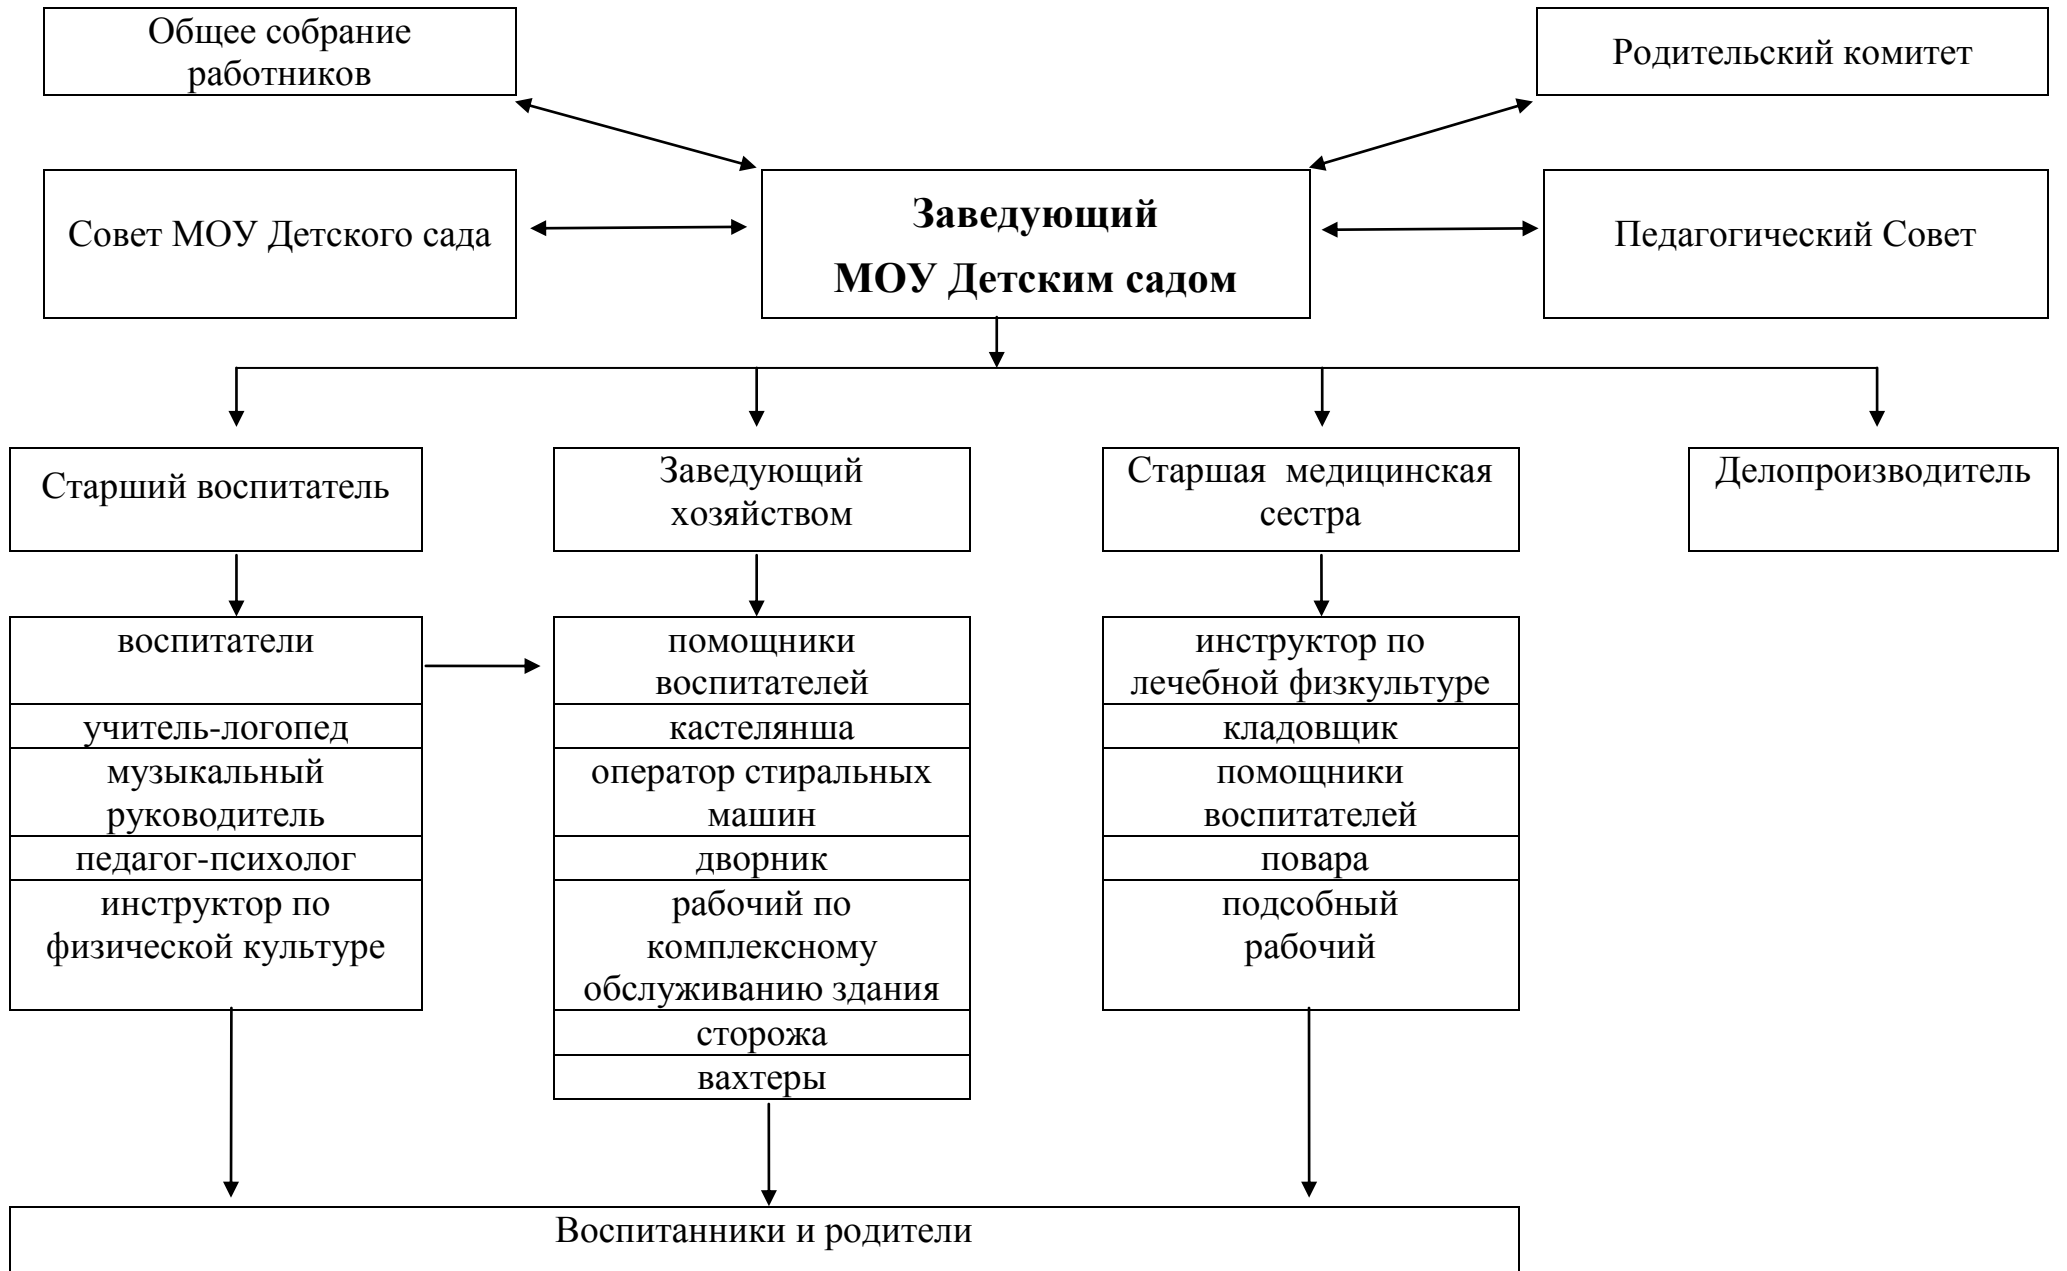 Общее собрание
работников
Родительский комитет
Совет МОУ Детского сада
Заведующий
МОУ Детским садом
Педагогический Совет
Старший воспитатель
Заведующий
хозяйством
Старшая медицинская
сестра
Делопроизводитель
воспитатели
учитель-логопед
музыкальный
руководитель
педагог-психолог
инструктор по
физической культуре
помощники
воспитателей
кастелянша
оператор стиральных
машин
дворник
рабочий по
комплексному
обслуживанию здания
сторожа
вахтеры
инструктор по
лечебной физкультуре
кладовщик
помощники
воспитателей
повара
подсобный
рабочий
Воспитанники и родители